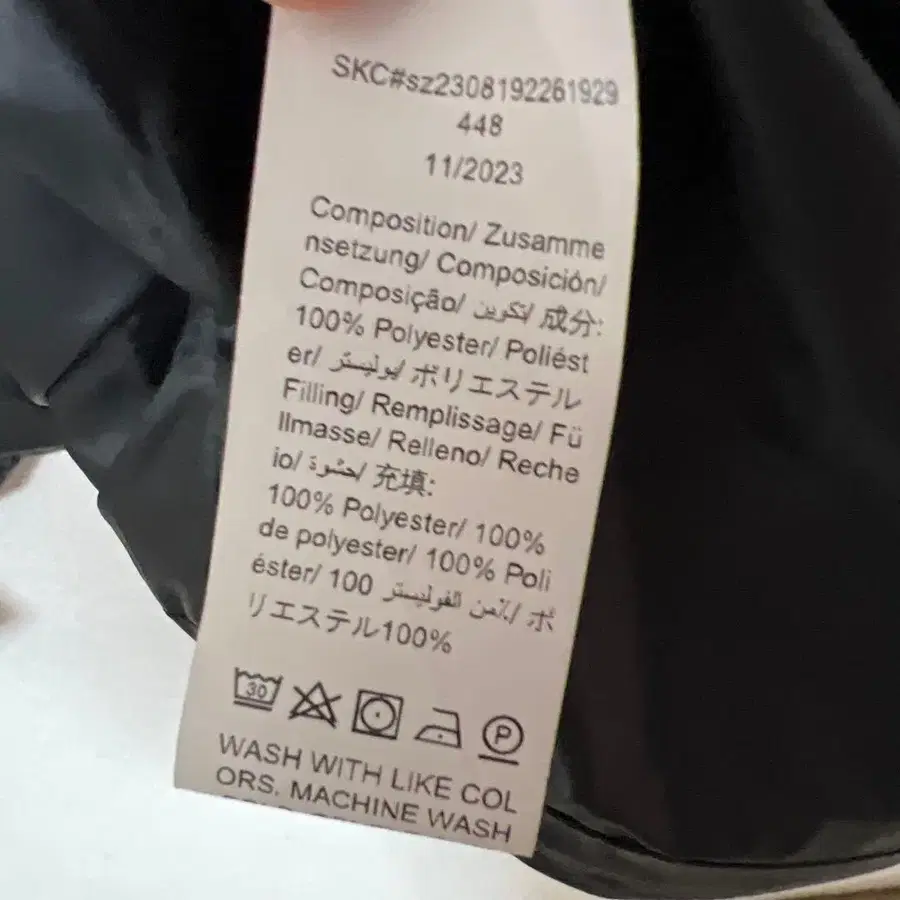 SKC#sz2308192261929
448
11/2023
Composition/ Zusamme
nsetzung/ Composición/
Composição/ تكوين/ 成分:
100% Polyester/ Poliést
er/ بوليستر/ ポリエステル
Filling/ Remplissage/ Fü
llmasse/ Relleno/ Reche
io/ حشوة/ 充填:
100% Polyester/ 100%
de polyester/ 100% Poli
éster/ 100 من الفوليستر٪/ ポ
リエステル100%
30
P
WASH WITH LIKE COL
ORS. MACHINE WASH